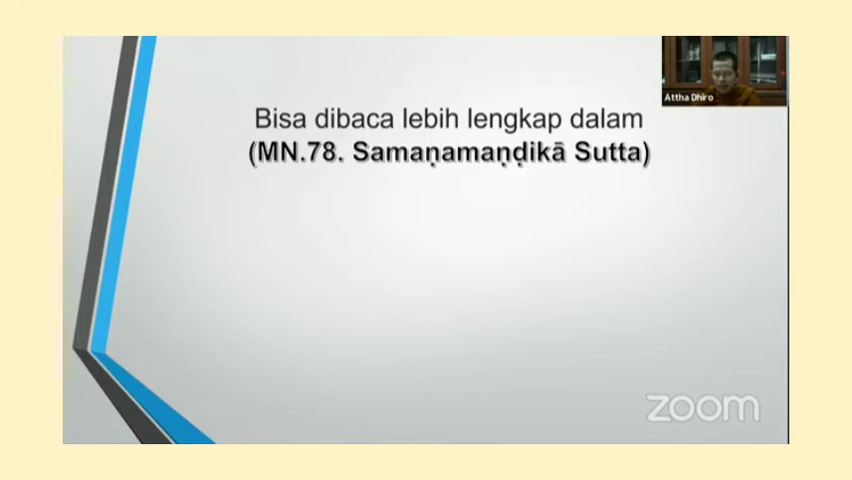 Bisa dibaca lebih lengkap dalam
(MN.78. Samaṇamaṇḍikā Sutta)
Attha Dhiro
zoom